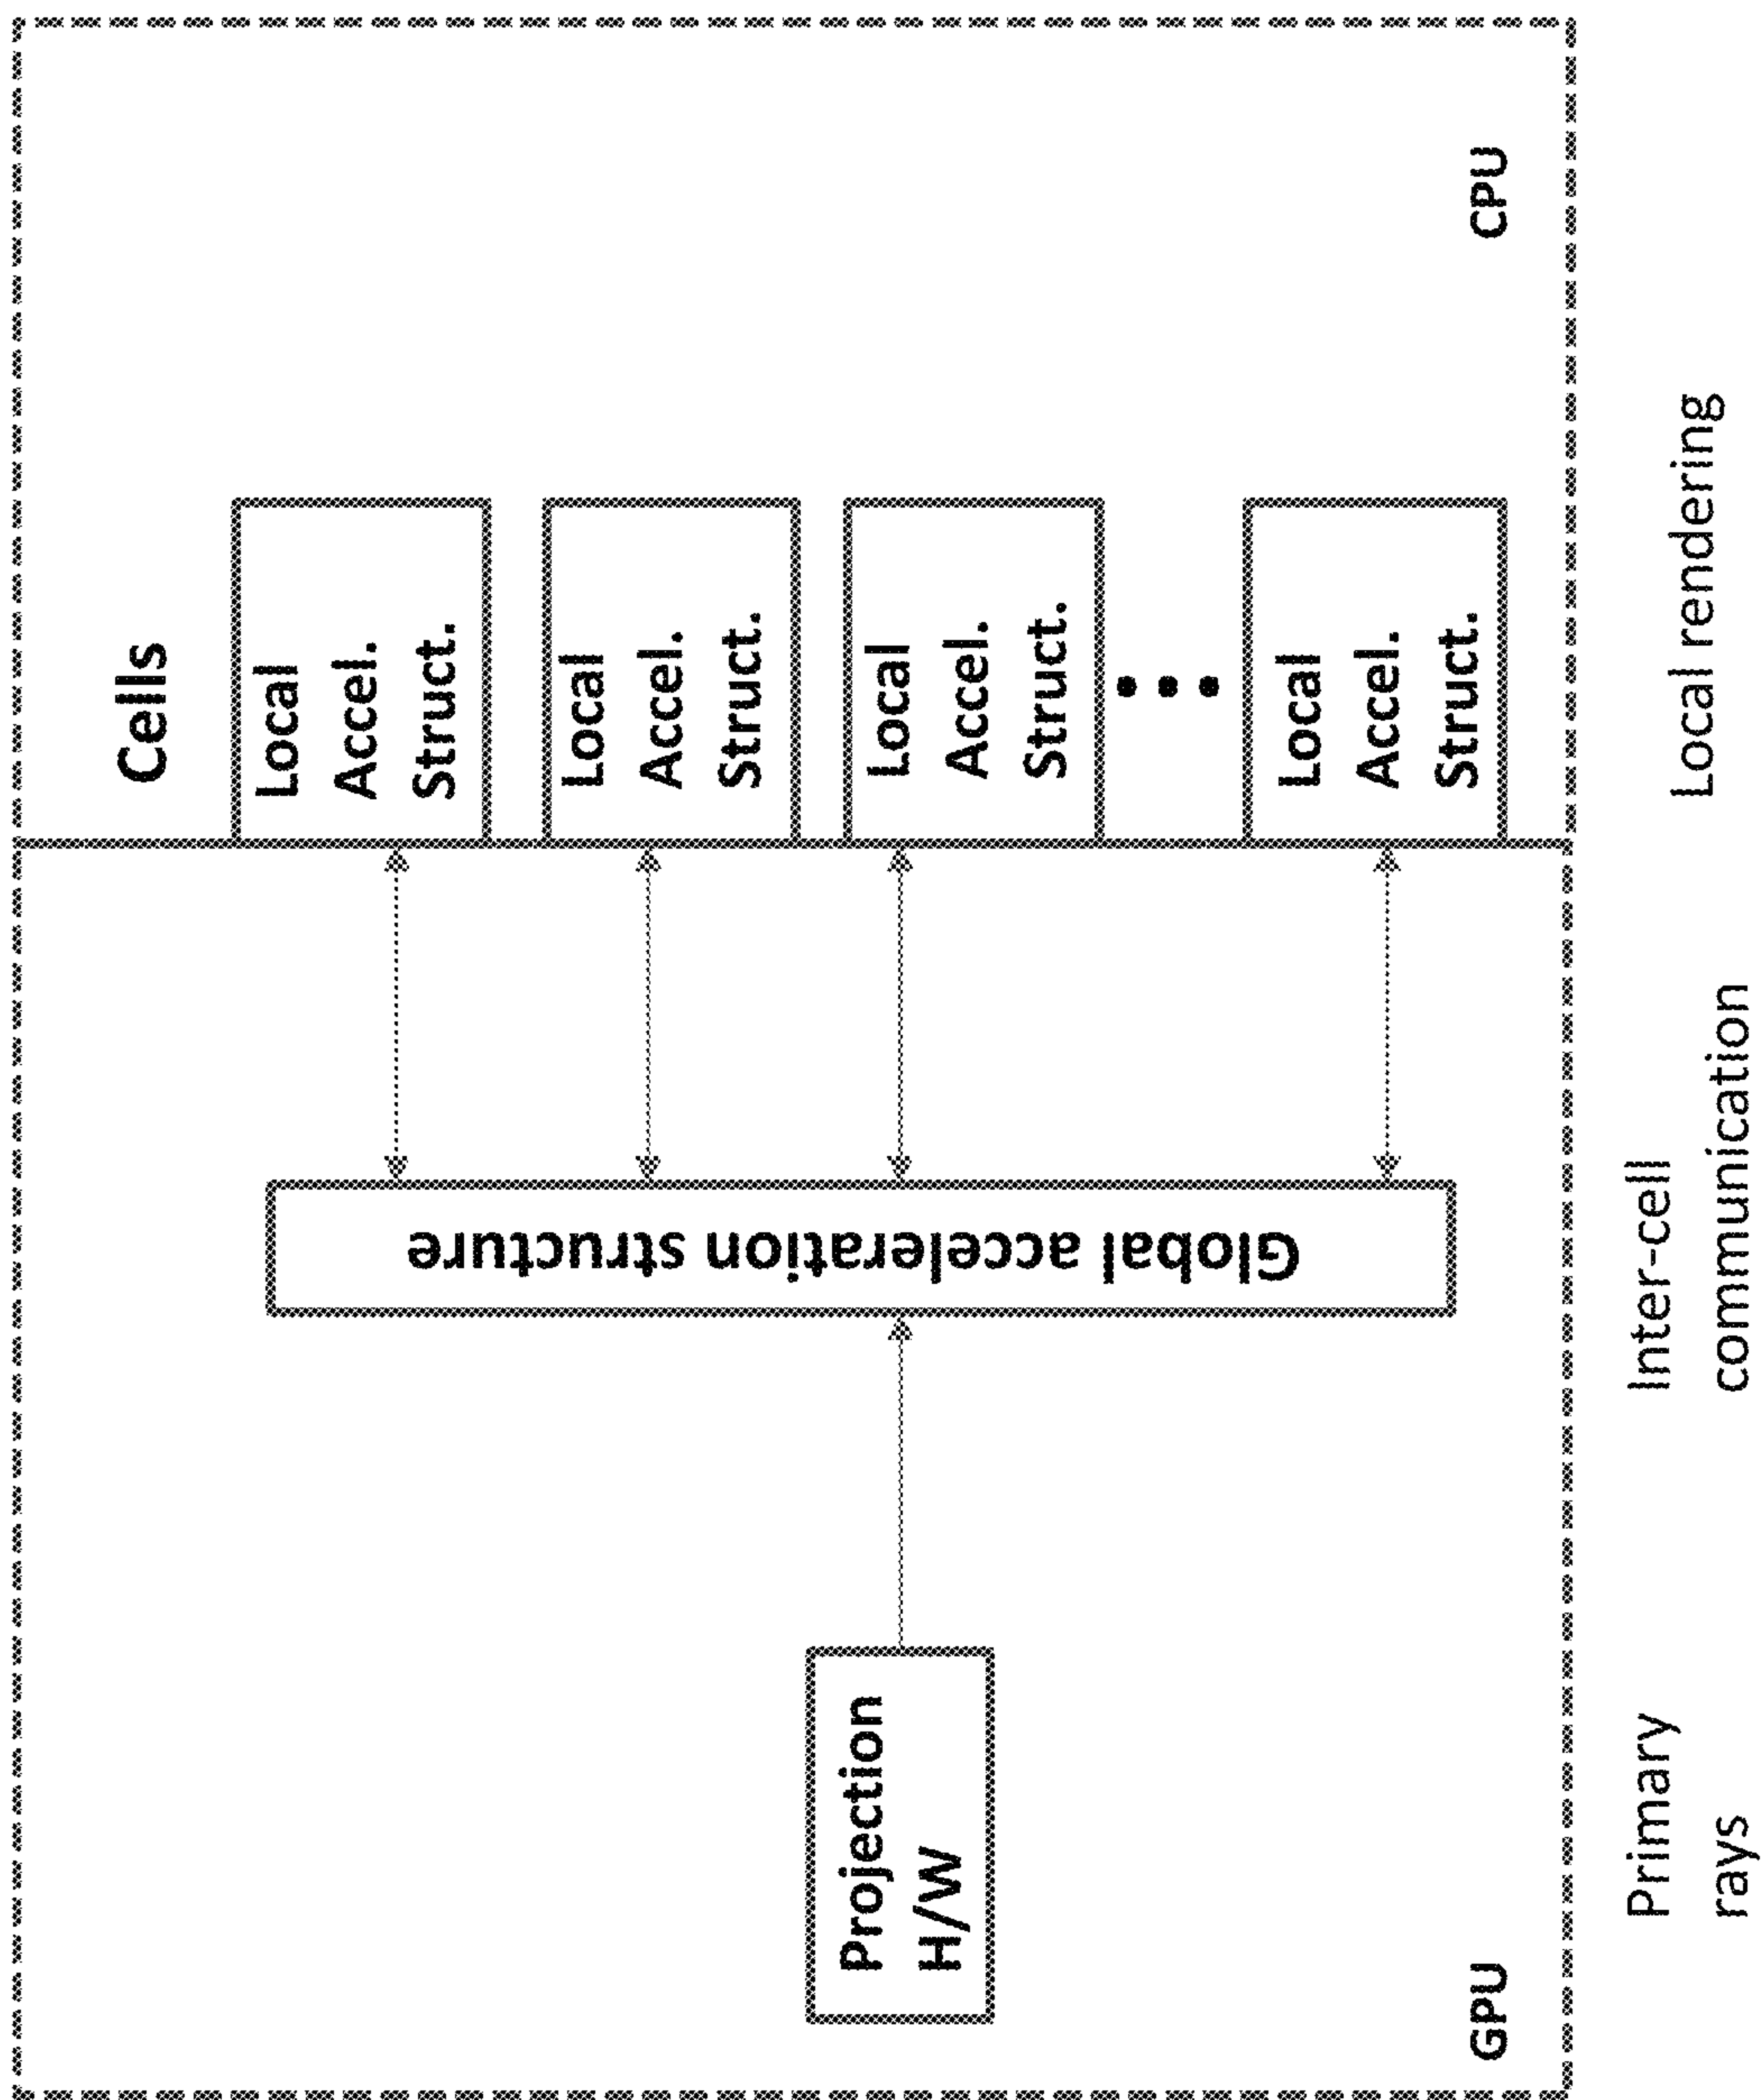 Cells
Local
Accel.
Struct.
Local
Accel.
Struct.
Local
Accel.
Struct.
Local
Accel.
Struct.
Global acceleration structure
Projection
H/W
GPU
CPU
Primary
rays
Inter-cell
communication
Local rendering